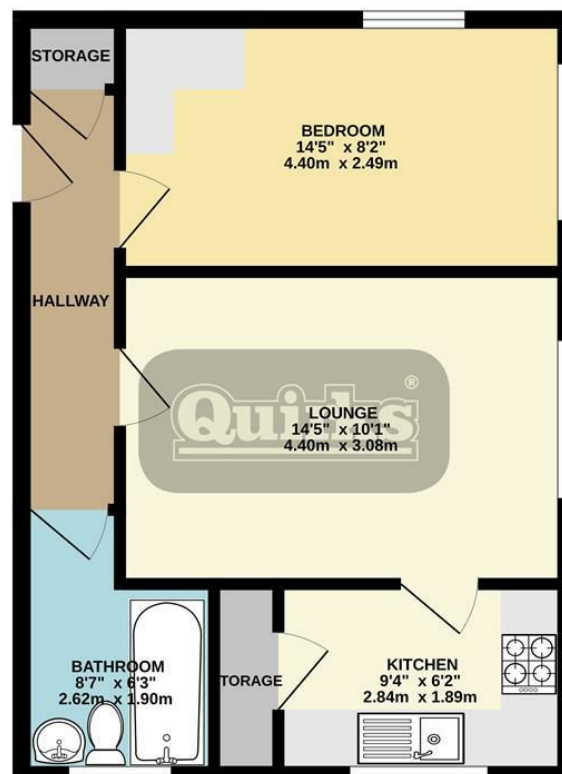 STORAGE
BEDROOM
14'5" x 8'2"
4.40m x 2.49m
HALLWAY
Quirks®
LOUNGE
14'5" x 10'1"
4.40m x 3.08m
BATHROOM
8'7" x 6'3"
2.62m x 1.90m
TORAGE
KITCHEN
9'4" x 6'2"
2.84m x 1.89m